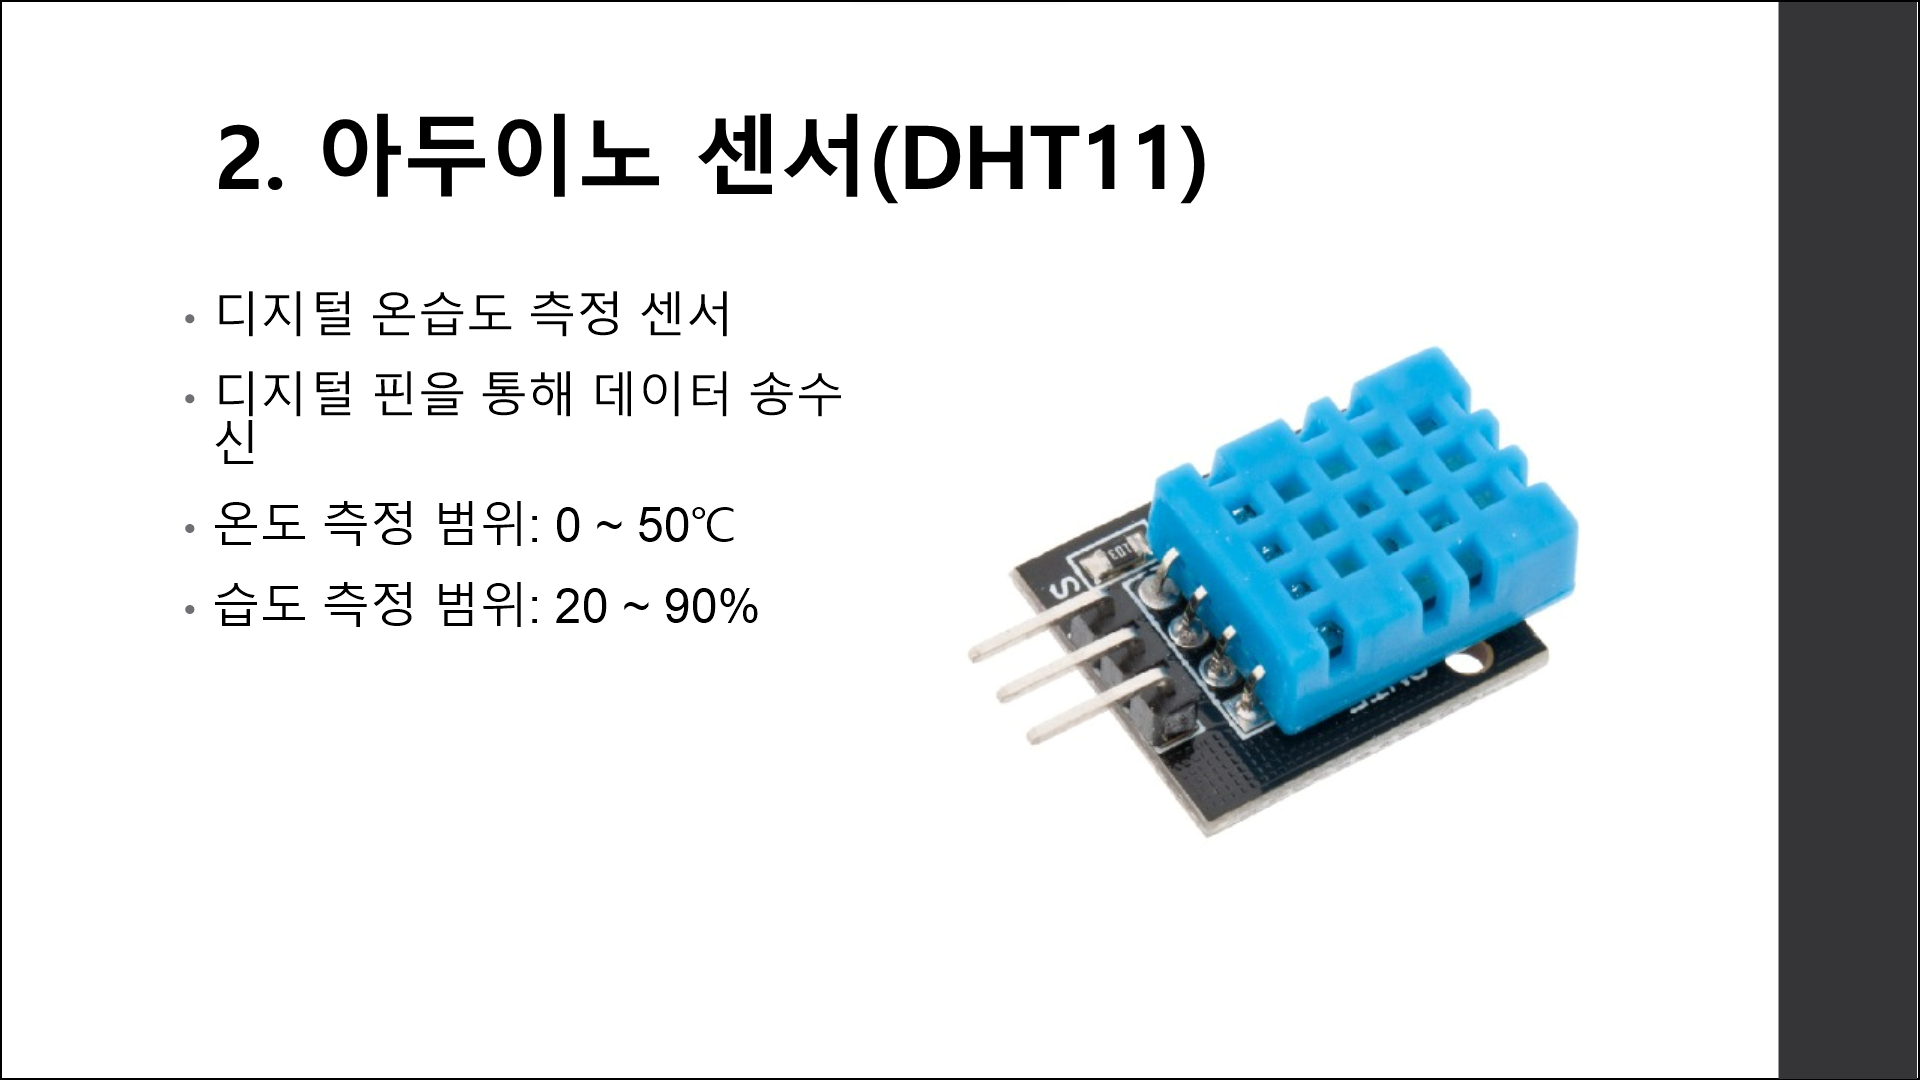 2. 아두이노 센서(DHT11)
• 디지털 온습도 측정 센서
• 디지털 핀을 통해 데이터 송수
신
• 온도 측정 범위: 0 ~ 50℃
• 습도 측정 범위: 20 ~ 90%
103
S